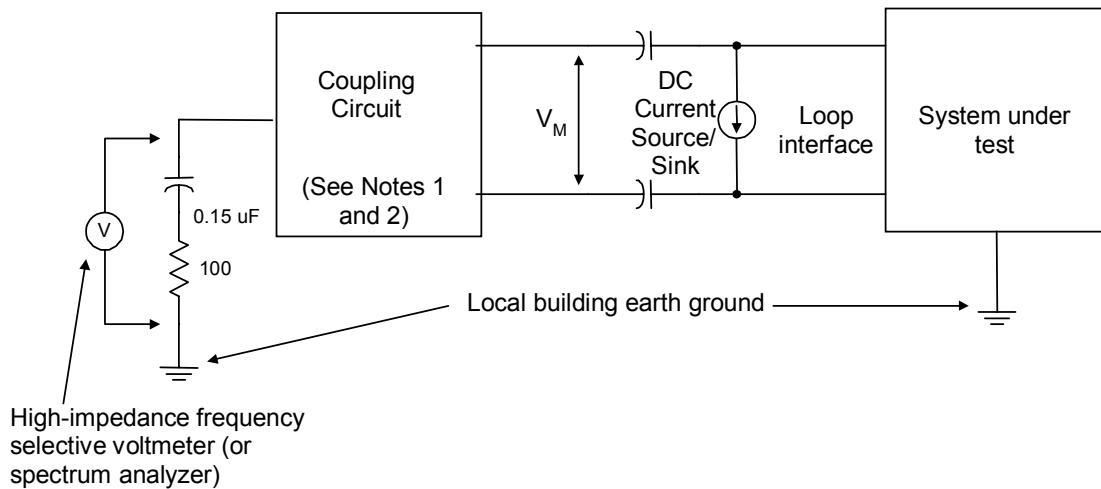 Coupling
Circuit
(See Notes 1
and 2)
V_M
DC
Current
Source/
Sink
Loop
interface
System under
test
V
0.15 uF
100
Local building earth ground
High-impedance frequency
selective voltmeter (or
spectrum analyzer)